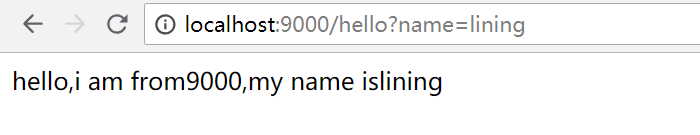 localhost:9000/hello?name=lining
hello,i am from9000,my name islining